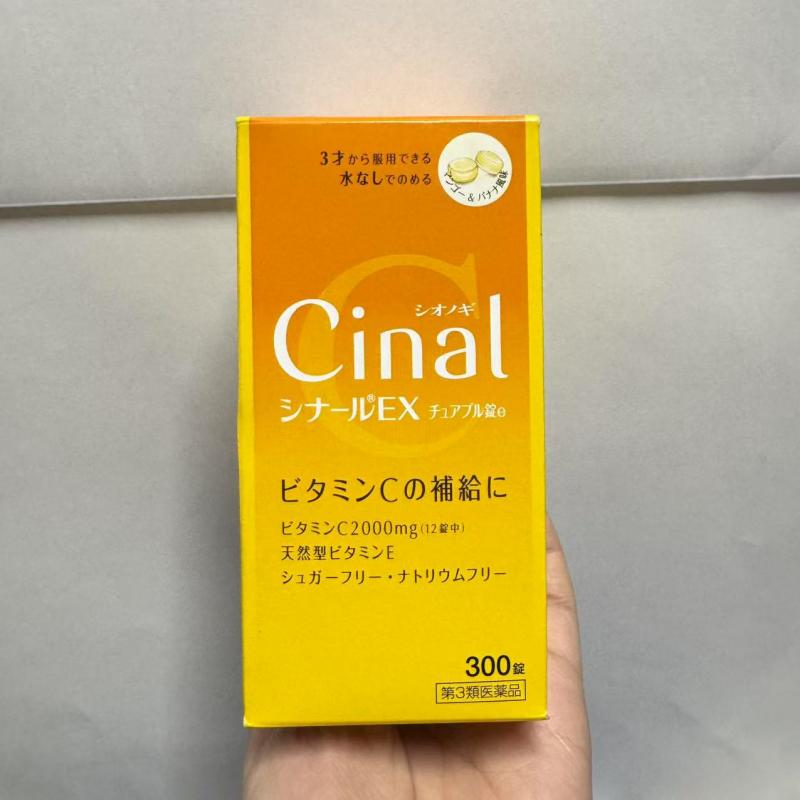 3才から服用できる
水なしでのめる
マンゴー & バナナ風味
シオノギ
Cinal
シナール®EX チュアブル錠e
ビタミンCの補給に
ビタミンC2000mg(12錠中)
天然型ビタミンE
シュガーフリー・ナトリウムフリー
300錠
第3類医薬品